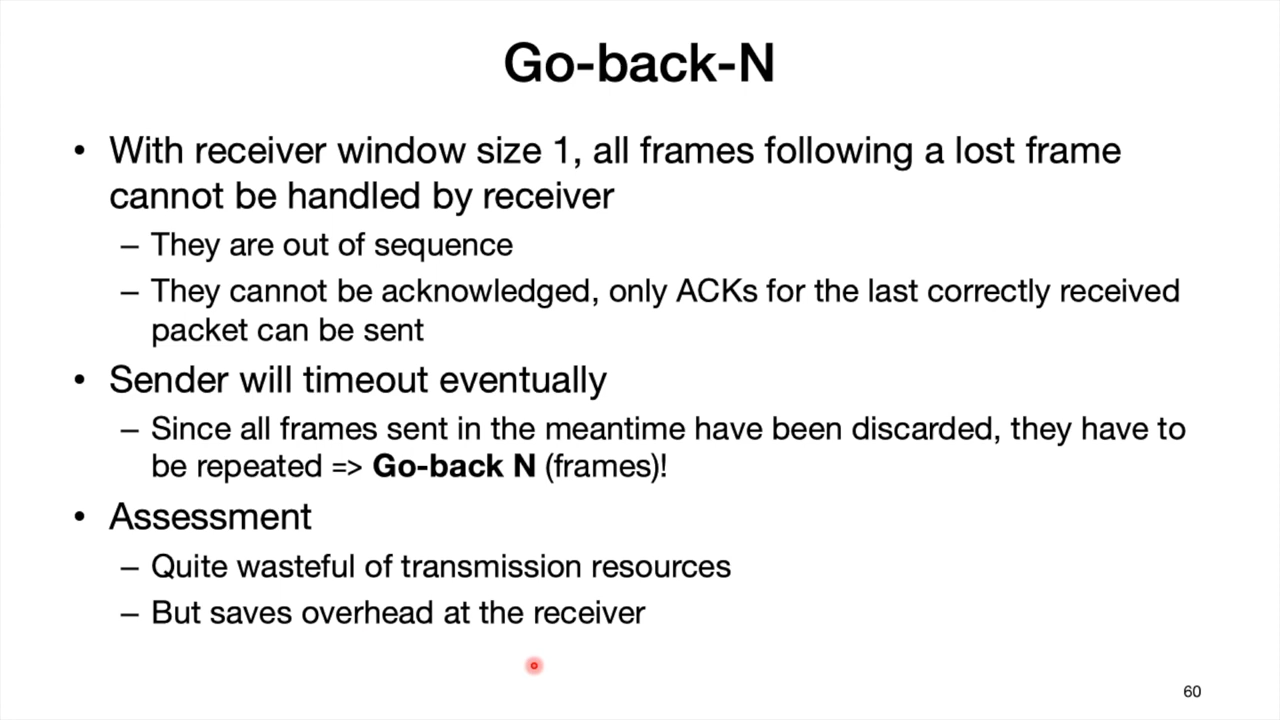 Go-back-N
• With receiver window size 1, all frames following a lost frame
cannot be handled by receiver
– They are out of sequence
– They cannot be acknowledged, only ACKs for the last correctly received
packet can be sent
• Sender will timeout eventually
– Since all frames sent in the meantime have been discarded, they have to
be repeated => Go-back N (frames)!
• Assessment
– Quite wasteful of transmission resources
– But saves overhead at the receiver
60